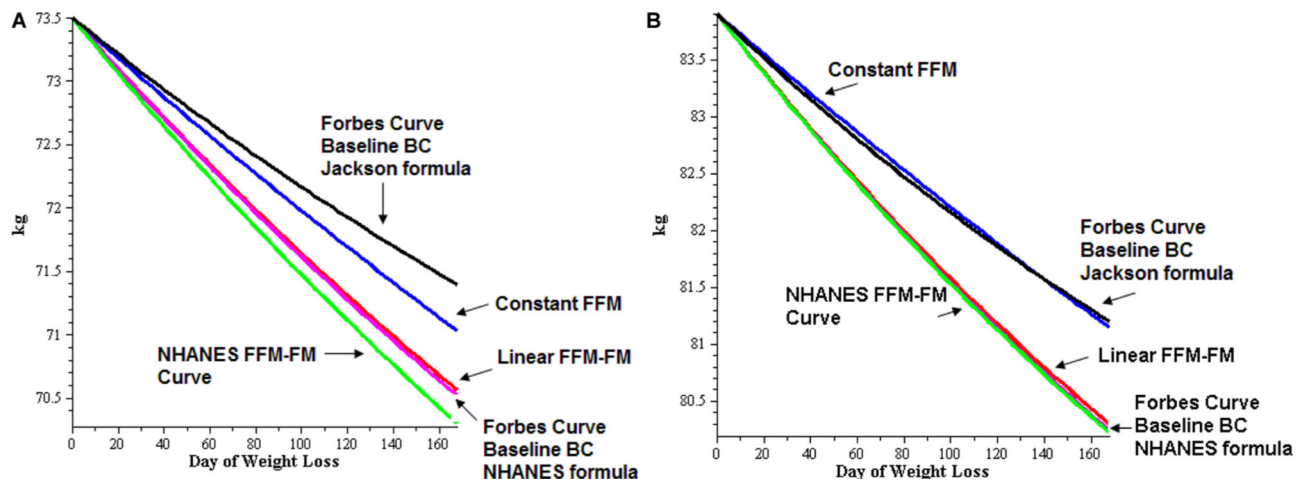 A
73.5
73
72.5
72
71.5
71
70.5
kg
0
20
40
60
80
100
120
140
160
Day of Weight Loss
Forbes Curve
Baseline BC
Jackson formula
Constant FFM
NHANES FFM-FM
Curve
Linear FFM-FM
Forbes Curve
Baseline BC
NHANES formula
B
83.5
83
82.5
82
81.5
81
80.5
kg
0
20
40
60
80
100
120
140
160
Day of Weight Loss
Constant FFM
Forbes Curve
Baseline BC
Jackson formula
NHANES FFM-FM
Curve
Linear FFM-FM
Forbes Curve
Baseline BC
NHANES formula